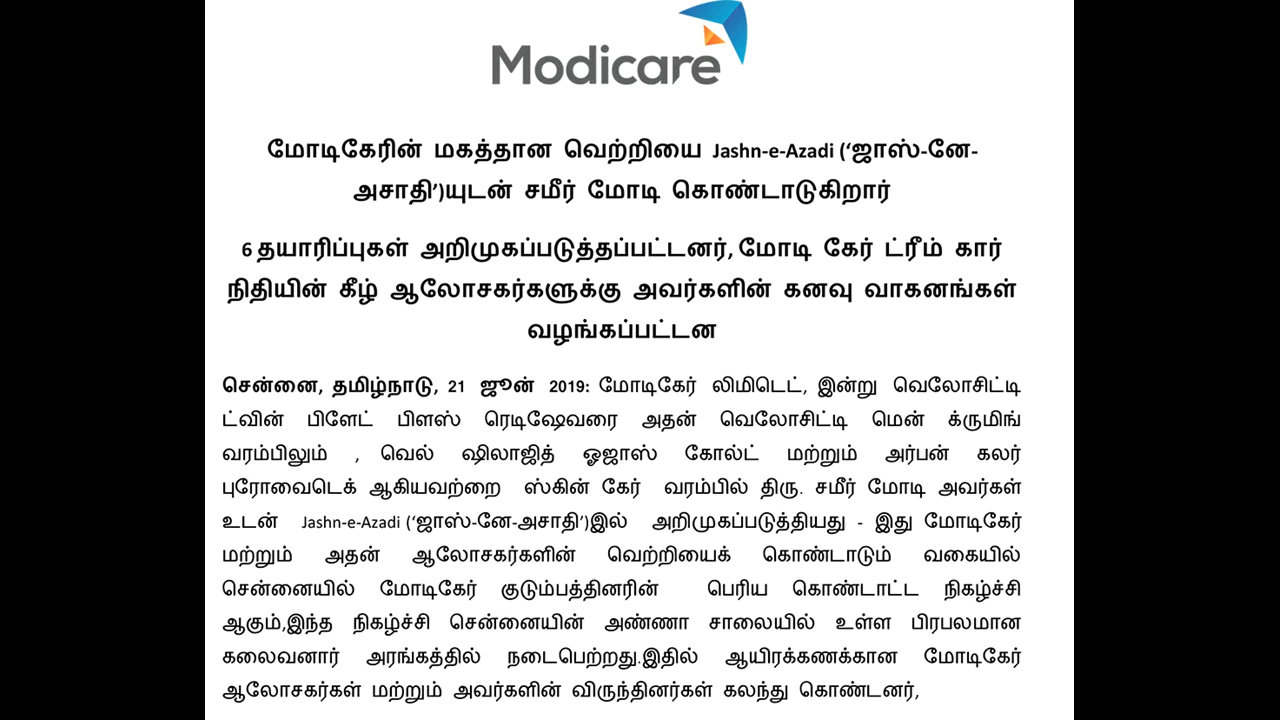 Modicare
மோடிகேரின் மகத்தான வெற்றியை Jashn-e-Azadi (‘ஜாஸ்-னே-
அசாதி’)யுடன் சமீர் மோடி கொண்டாடுகிறார்
6 தயாரிப்புகள் அறிமுகப்படுத்தப்பட்டனர், மோடி கேர் ட்ரீம் கார்
நிதியின் கீழ் ஆலோசகர்களுக்கு அவர்களின் கனவு வாகனங்கள்
வழங்கப்பட்டன
சென்னை, தமிழ்நாடு, 21 ஜூன் 2019: மோடிகேர் லிமிடெட், இன்று வெலோசிட்டி
ட்வின் பிளேட் பிளஸ் ரெடிஷேவரை அதன் வெலோசிட்டி மென் க்ருமிங்
வரம்பிலும் , வெல் ஷிலாஜித் ஓஜாஸ் கோல்ட் மற்றும் அர்பன் கலர்
புரோவைடெக் ஆகியவற்றை ஸ்கின் கேர் வரம்பில் திரு. சமீர் மோடி அவர்கள்
உடன் Jashn-e-Azadi (‘ஜாஸ்-னே-அசாதி’)இல் அறிமுகப்படுத்தியது - இது மோடிகேர்
மற்றும் அதன் ஆலோசகர்களின் வெற்றியைக் கொண்டாடும் வகையில்
சென்னையில் மோடிகேர் குடும்பத்தினரின் பெரிய கொண்டாட்ட நிகழ்ச்சி
ஆகும்,இந்த நிகழ்ச்சி சென்னையின் அண்ணா சாலையில் உள்ள பிரபலமான
கலைவனார் அரங்கத்தில் நடைபெற்றது.இதில் ஆயிரக்கணக்கான மோடிகேர்
ஆலோசகர்கள் மற்றும் அவர்களின் விருந்தினர்கள் கலந்து கொண்டனர்,